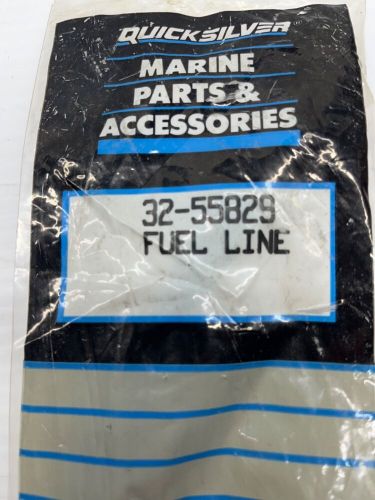 QUICKSILVER
MARINE
PARTS &
ACCESSORIES
32-55829
FUEL LINE